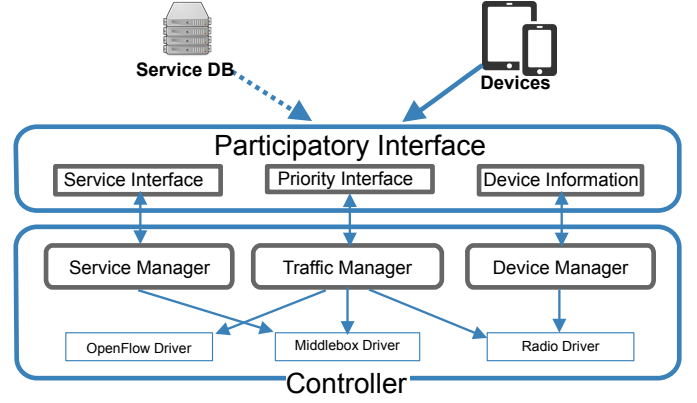 Service DB
Devices
Participatory Interface
Service Interface
Priority Interface
Device Information
Service Manager
Traffic Manager
Device Manager
OpenFlow Driver
Middlebox Driver
Radio Driver
Controller